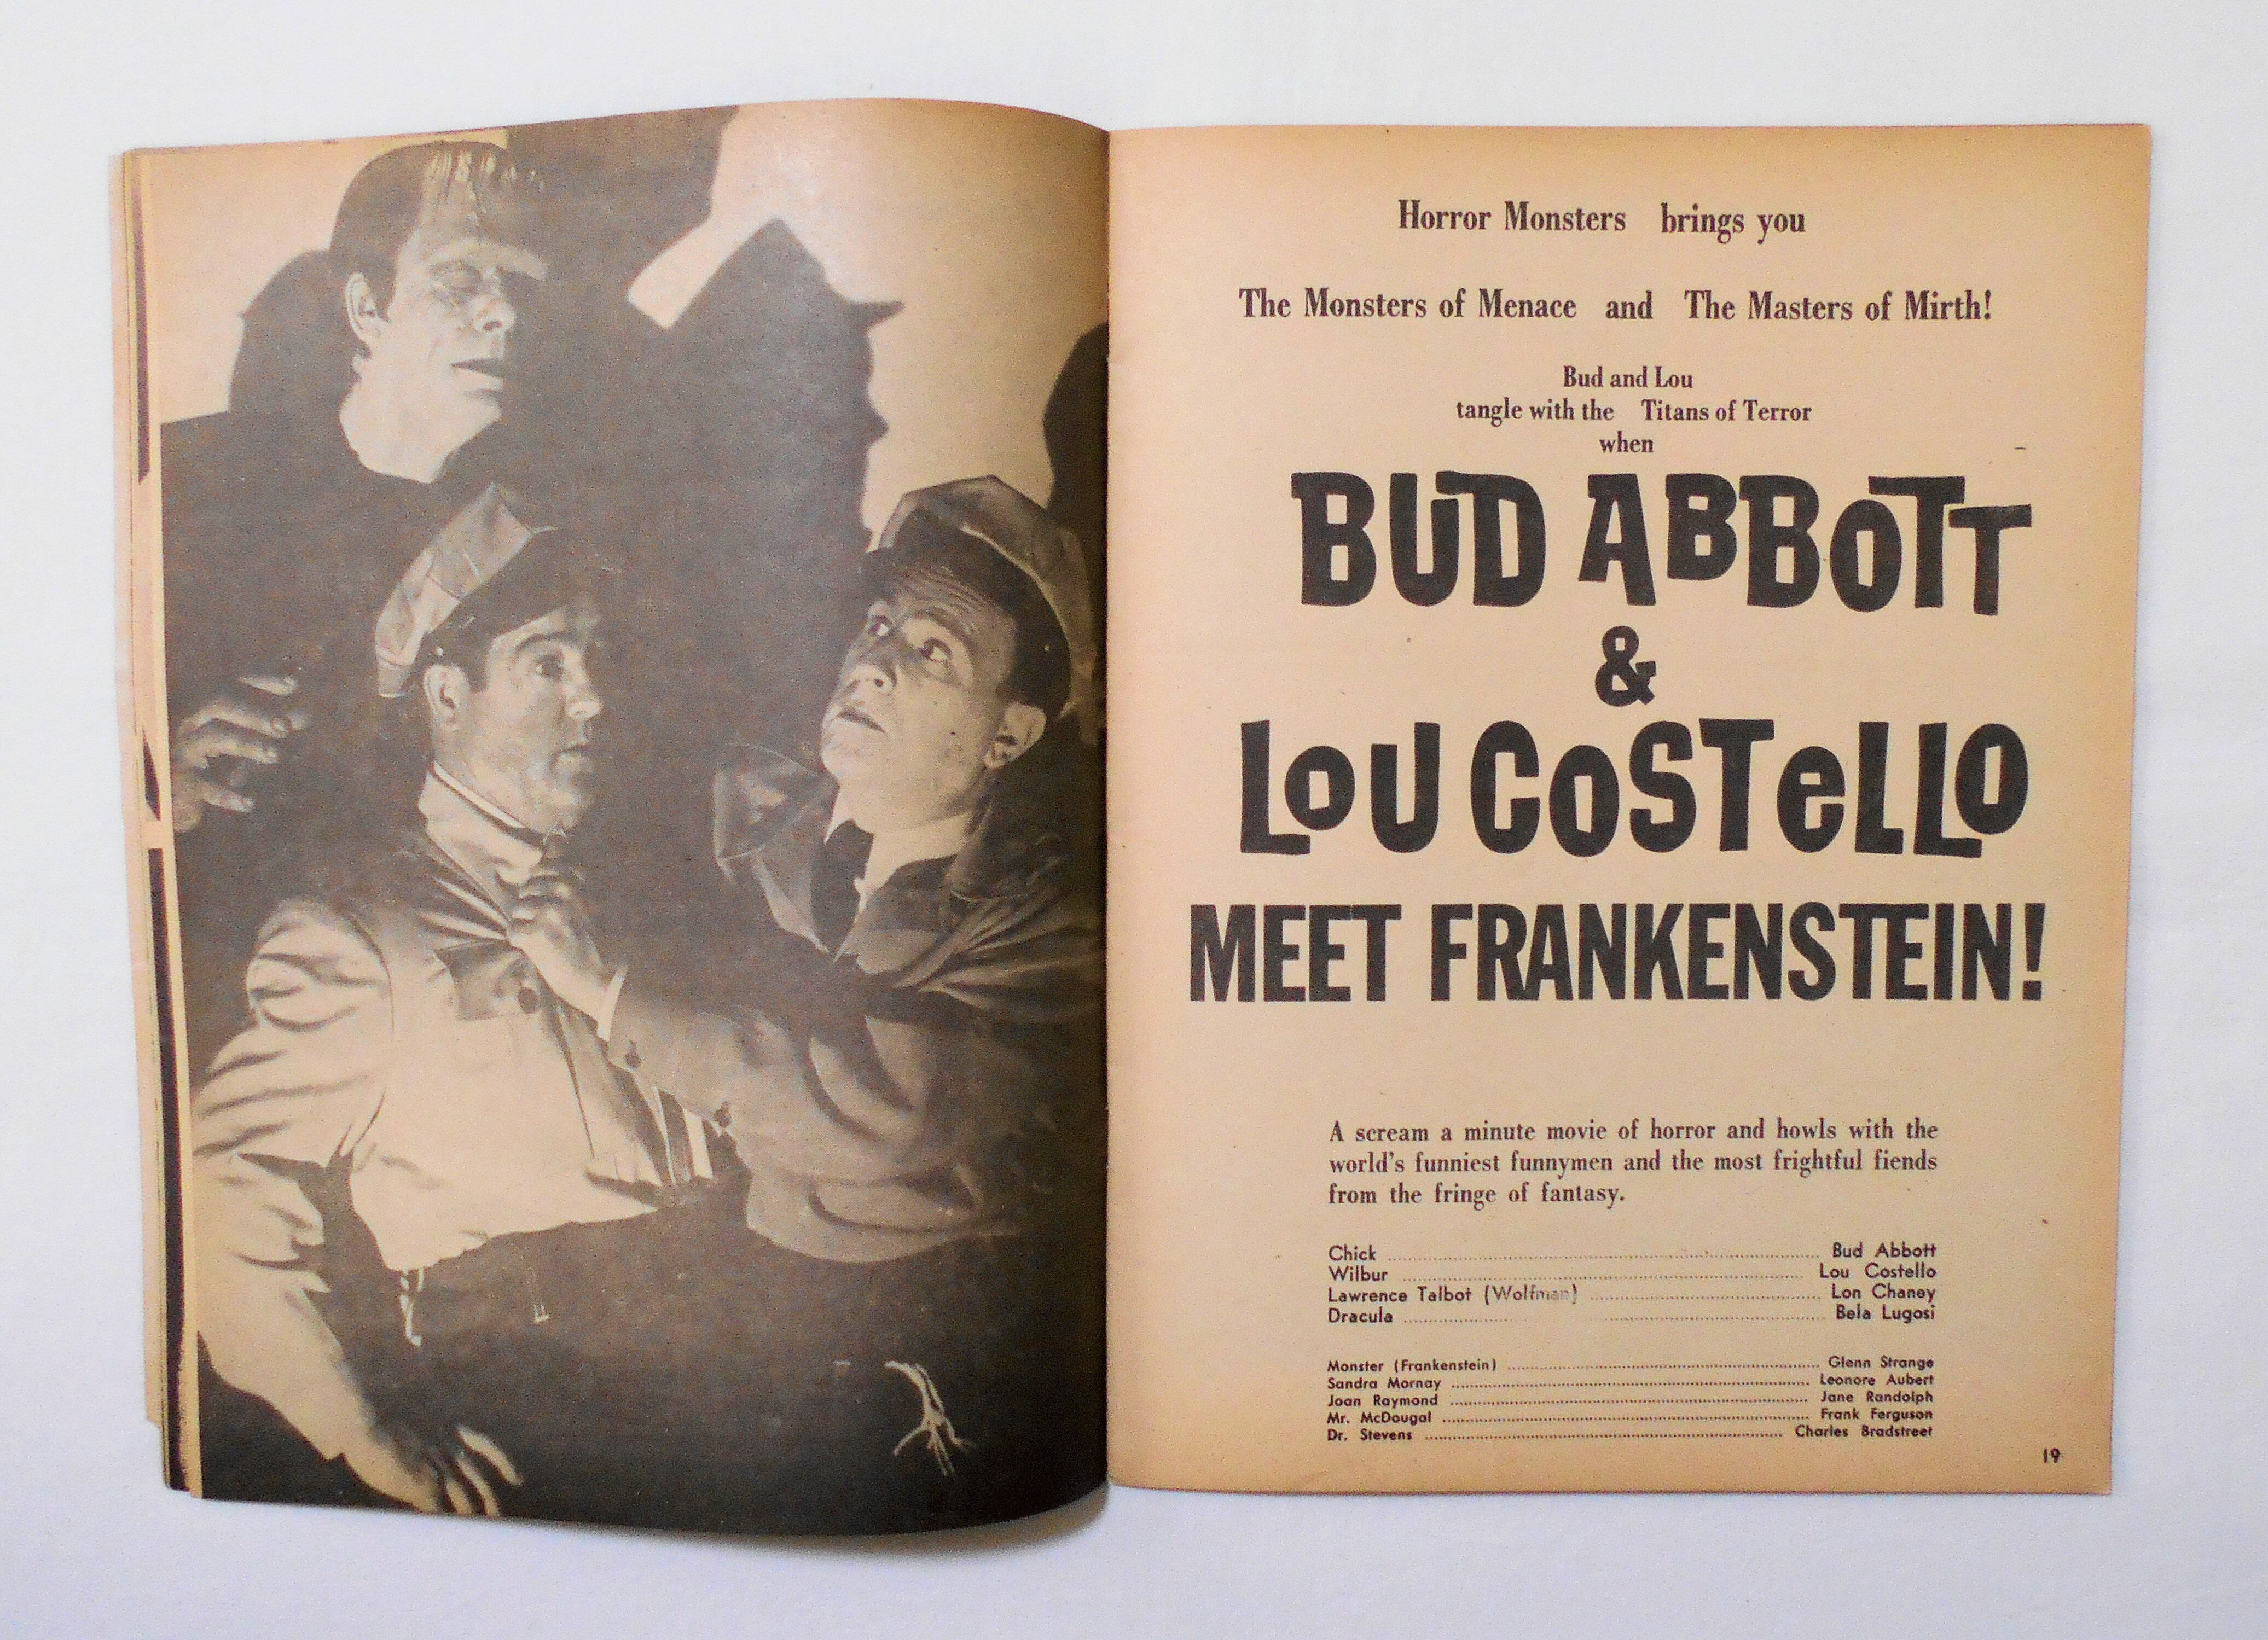 Horror Monsters brings you
The Monsters of Menace and The Masters of Mirth!
Bud and Lou
tangle with the Titans of Terror
when
BUD ABBOTT
&
LOU COSTeLLO
MEET FRANKENSTEIN!
A scream a minute movie of horror and howls with the
world's funniest funnymen and the most frightful fiends
from the fringe of fantasy.
Chick ........ Bud Abbott
Wilbur ........ Lou Costello
Lawrence Talbot (Wolfman) ........ Lon Chaney
Dracula ........ Bela Lugosi
Monster (Frankenstein) ........ Glenn Strange
Sandra Mornay ........ Leonore Aubert
Joan Raymond ........ Jane Randolph
Mr. McDougal ........ Frank Ferguson
Dr. Stevens ........ Charles Bradstreet
19